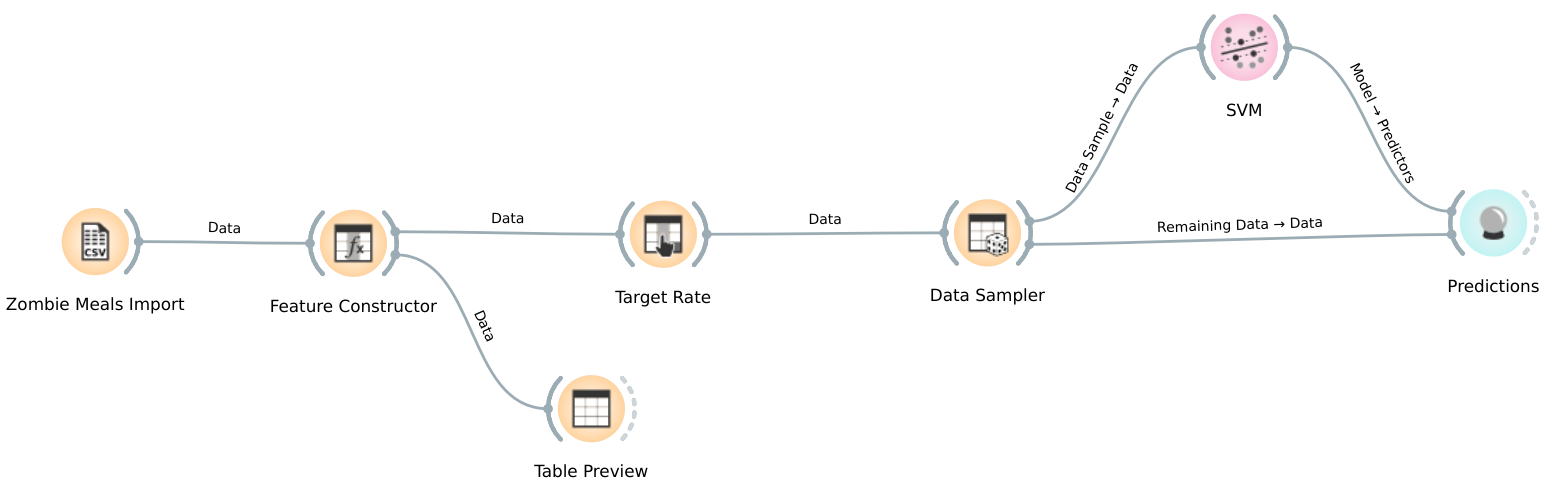 SVM
Data Sample → Data
Model → Predictors
Data
Data
Data
Remaining Data → Data
CSV
fx
Zombie Meals Import
Feature Constructor
Target Rate
Data Sampler
Predictions
Data
Table Preview